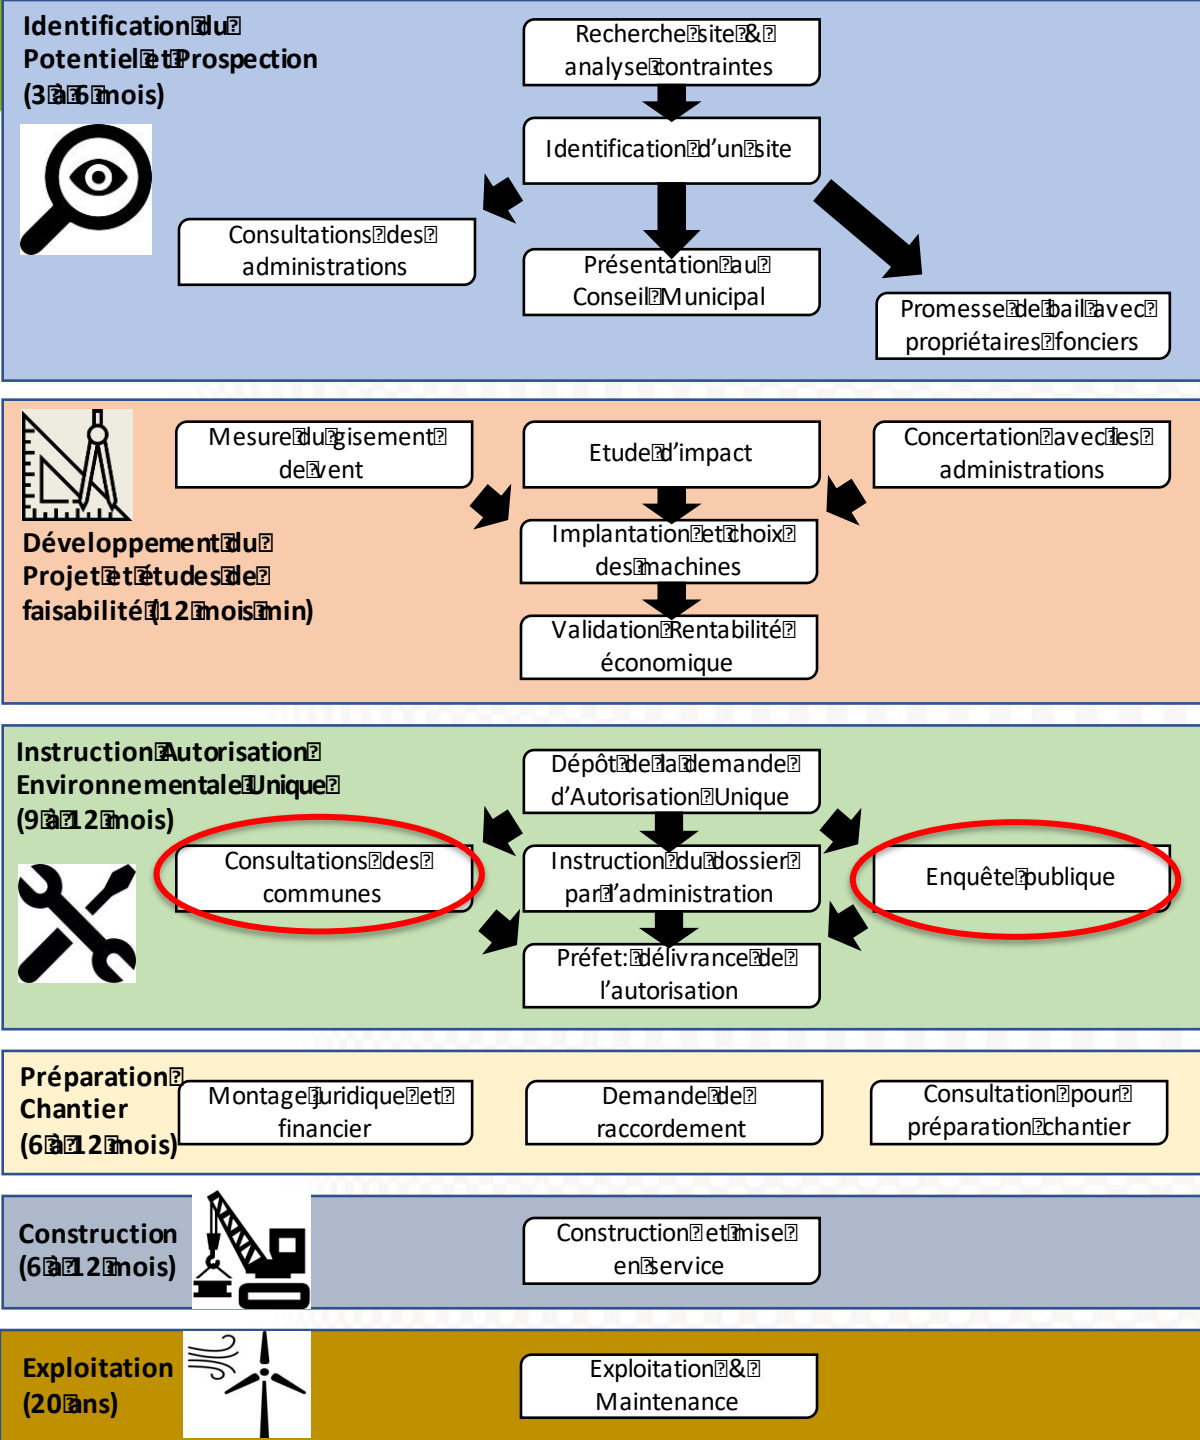 Identification du
Potentiel et Prospection
(3 à 6 mois)
Recherche site &
analyse contraintes
Identification d'un site
Consultations des
administrations
Présentation au
Conseil Municipal
Promesse de bail avec
propriétaires fonciers
Mesure du gisement
de vent
Etude d'impact
Concertation avec les
administrations
Développement du
Projet et études de
faisabilité (12 mois min)
Implantation et choix
des machines
Validation Rentabilité
économique
Instruction Autorisation
Environnementale Unique
(9 à 12 mois)
Dépôt de la demande
d'Autorisation Unique
Consultations des
communes
Instruction du dossier
par l'administration
Enquête publique
Préfet: délivrance de
l'autorisation
Préparation
Chantier
(6 à 12 mois)
Montage juridique et
financier
Demande de
raccordement
Consultation pour
préparation chantier
Construction
(6 à 12 mois)
Construction et mise
en service
Exploitation
(20 ans)
Exploitation &
Maintenance